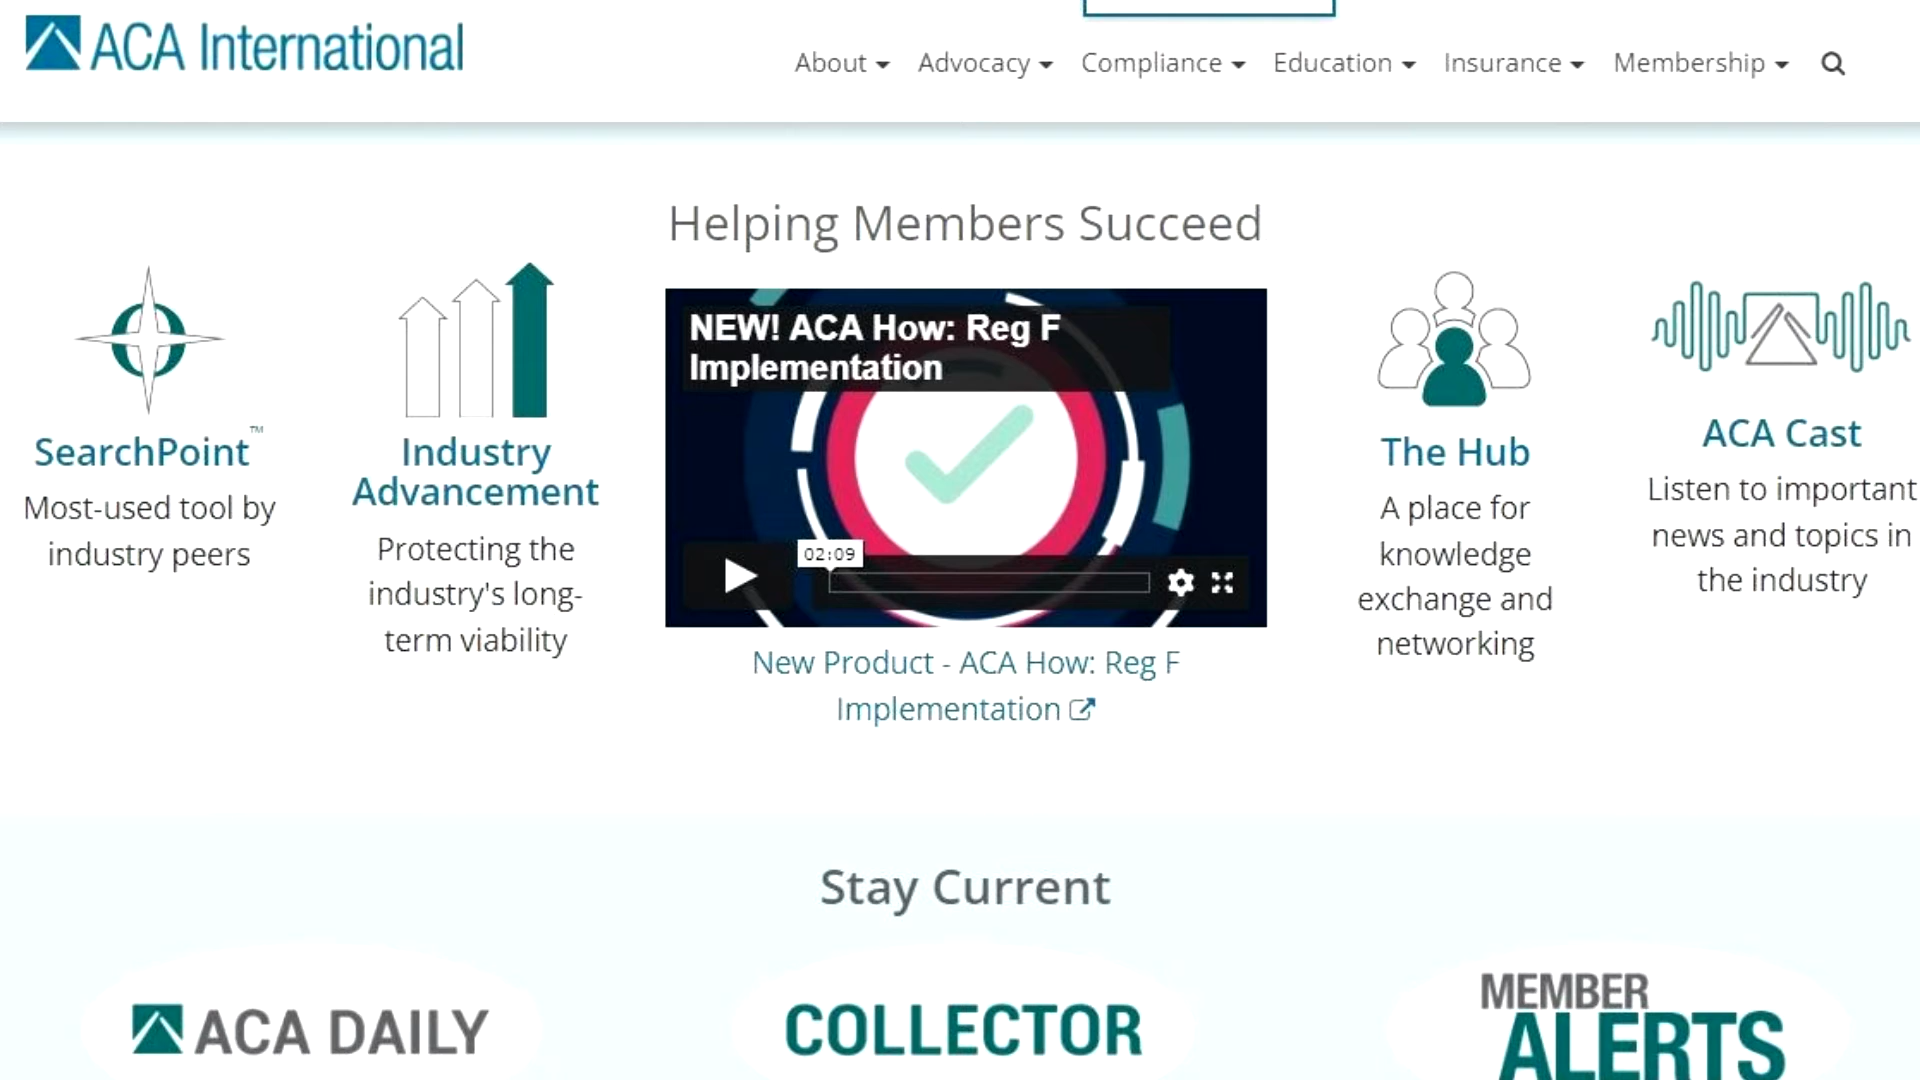 ACA International
About
Advocacy
Compliance
Education
Insurance
Membership
Helping Members Succeed
SearchPoint™
Most-used tool by
industry peers
Industry
Advancement
Protecting the
industry's long-
term viability
NEW! ACA How: Reg F
Implementation
02:09
New Product - ACA How: Reg F
Implementation
The Hub
A place for
knowledge
exchange and
networking
ACA Cast
Listen to important
news and topics in
the industry
Stay Current
ACA DAILY
COLLECTOR
MEMBER
ALERTS